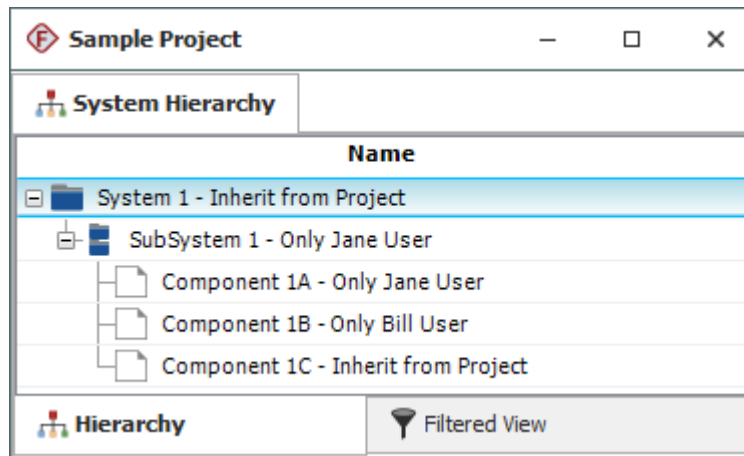 Sample Project
System Hierarchy
Name
System 1 - Inherit from Project
SubSystem 1 - Only Jane User
Component 1A - Only Jane User
Component 1B - Only Bill User
Component 1C - Inherit from Project
Hierarchy Filtered View